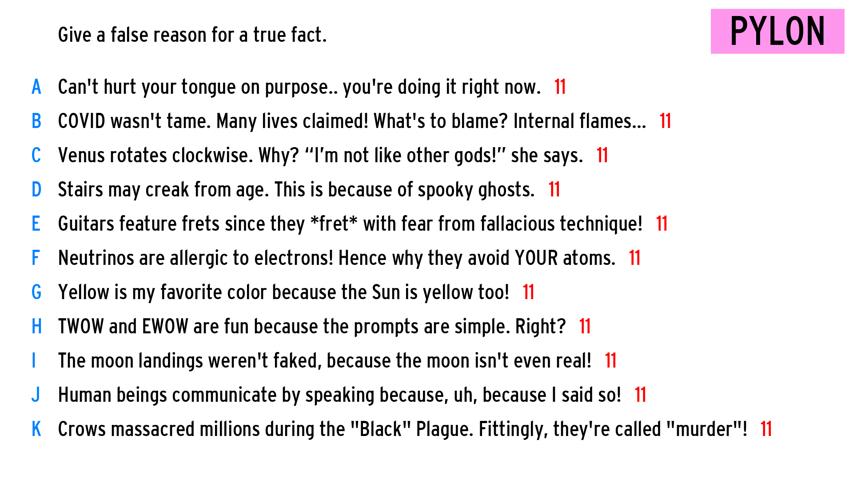 Give a false reason for a true fact.
PYLON
A Can't hurt your tongue on purpose.. you're doing it right now. 11
B COVID wasn't tame. Many lives claimed! What's to blame? Internal flames... 11
C Venus rotates clockwise. Why? “I'm not like other gods!” she says. 11
D Stairs may creak from age. This is because of spooky ghosts. 11
E Guitars feature frets since they *fret* with fear from fallacious technique! 11
F Neutrinos are allergic to electrons! Hence why they avoid YOUR atoms. 11
G Yellow is my favorite color because the Sun is yellow too! 11
H TWOW and EWOW are fun because the prompts are simple. Right? 11
I The moon landings weren't faked, because the moon isn't even real! 11
J Human beings communicate by speaking because, uh, because I said so! 11
K Crows massacred millions during the "Black" Plague. Fittingly, they're called "murder"! 11